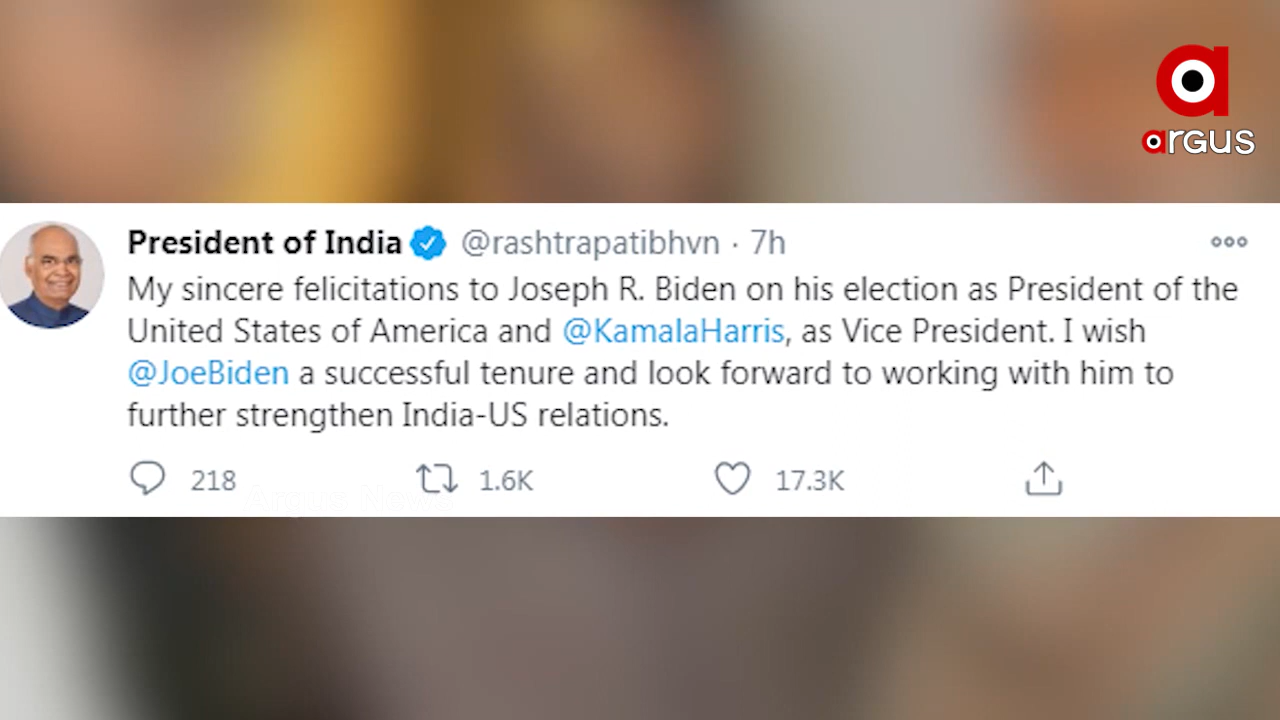 argus
President of India @rashtrapatibhvn · 7h
My sincere felicitations to Joseph R. Biden on his election as President of the
United States of America and @KamalaHarris, as Vice President. I wish
@JoeBiden a successful tenure and look forward to working with him to
further strengthen India-US relations.
218 1.6K 17.3K
Argus News